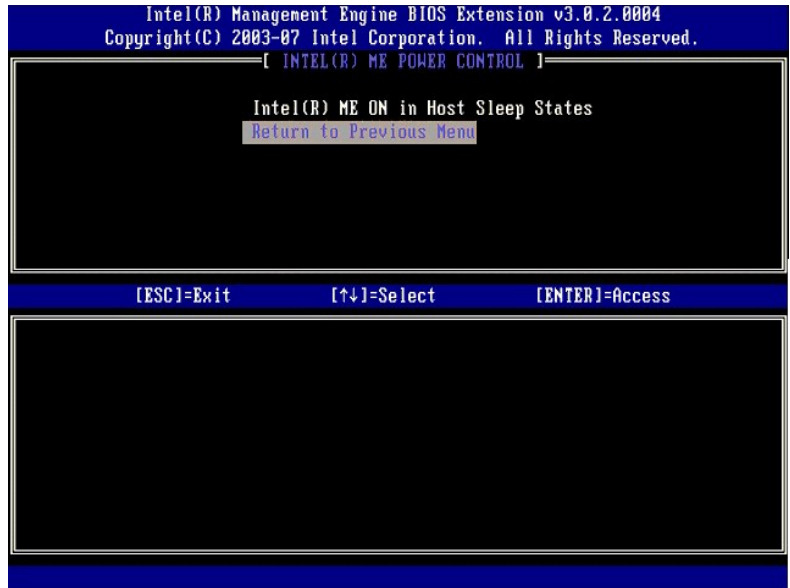 Intel(R) Management Engine BIOS Extension v3.0.2.0004
Copyright(C) 2003-07 Intel Corporation. All Rights Reserved.
[ INTEL(R) ME POWER CONTROL ]
Intel(R) ME ON in Host Sleep States
Return to Previous Menu
[ESC]=Exit [↑↓]=Select [ENTER]=Access